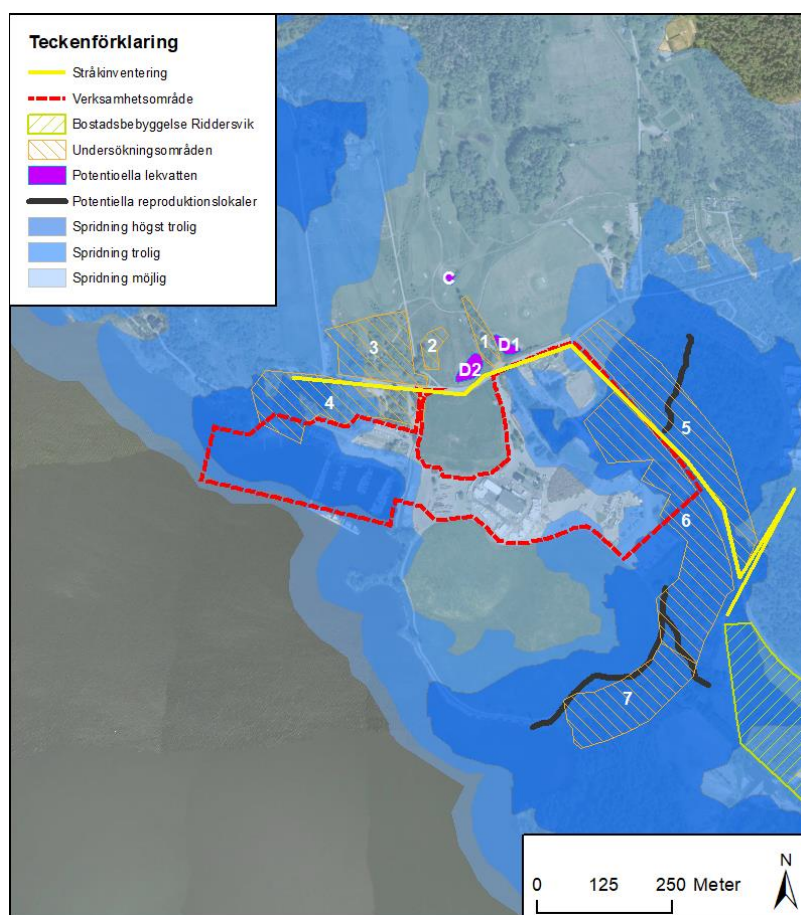 Teckenförklaring
Stråkinventering
Verksamhetsområde
Bostadsbebyggelse Riddersvik
Undersökningsområden
Potentioella lekvatten
Potentiella reproduktionslokaler
Spridning högst trolig
Spridning trolig
Spridning möjlig
C
1
D1
2
3
D2
4
5
6
7
N
0 125 250 Meter